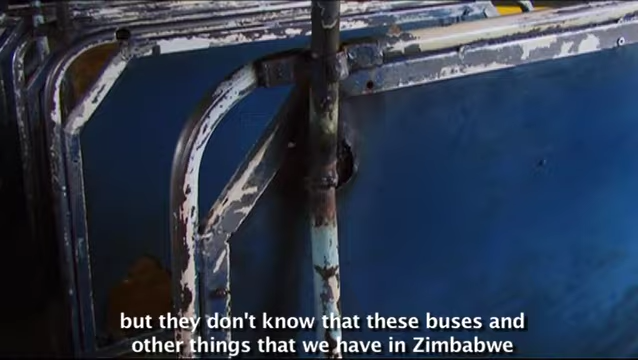 but they don't know that these buses and
other things that we have in Zimbabwe